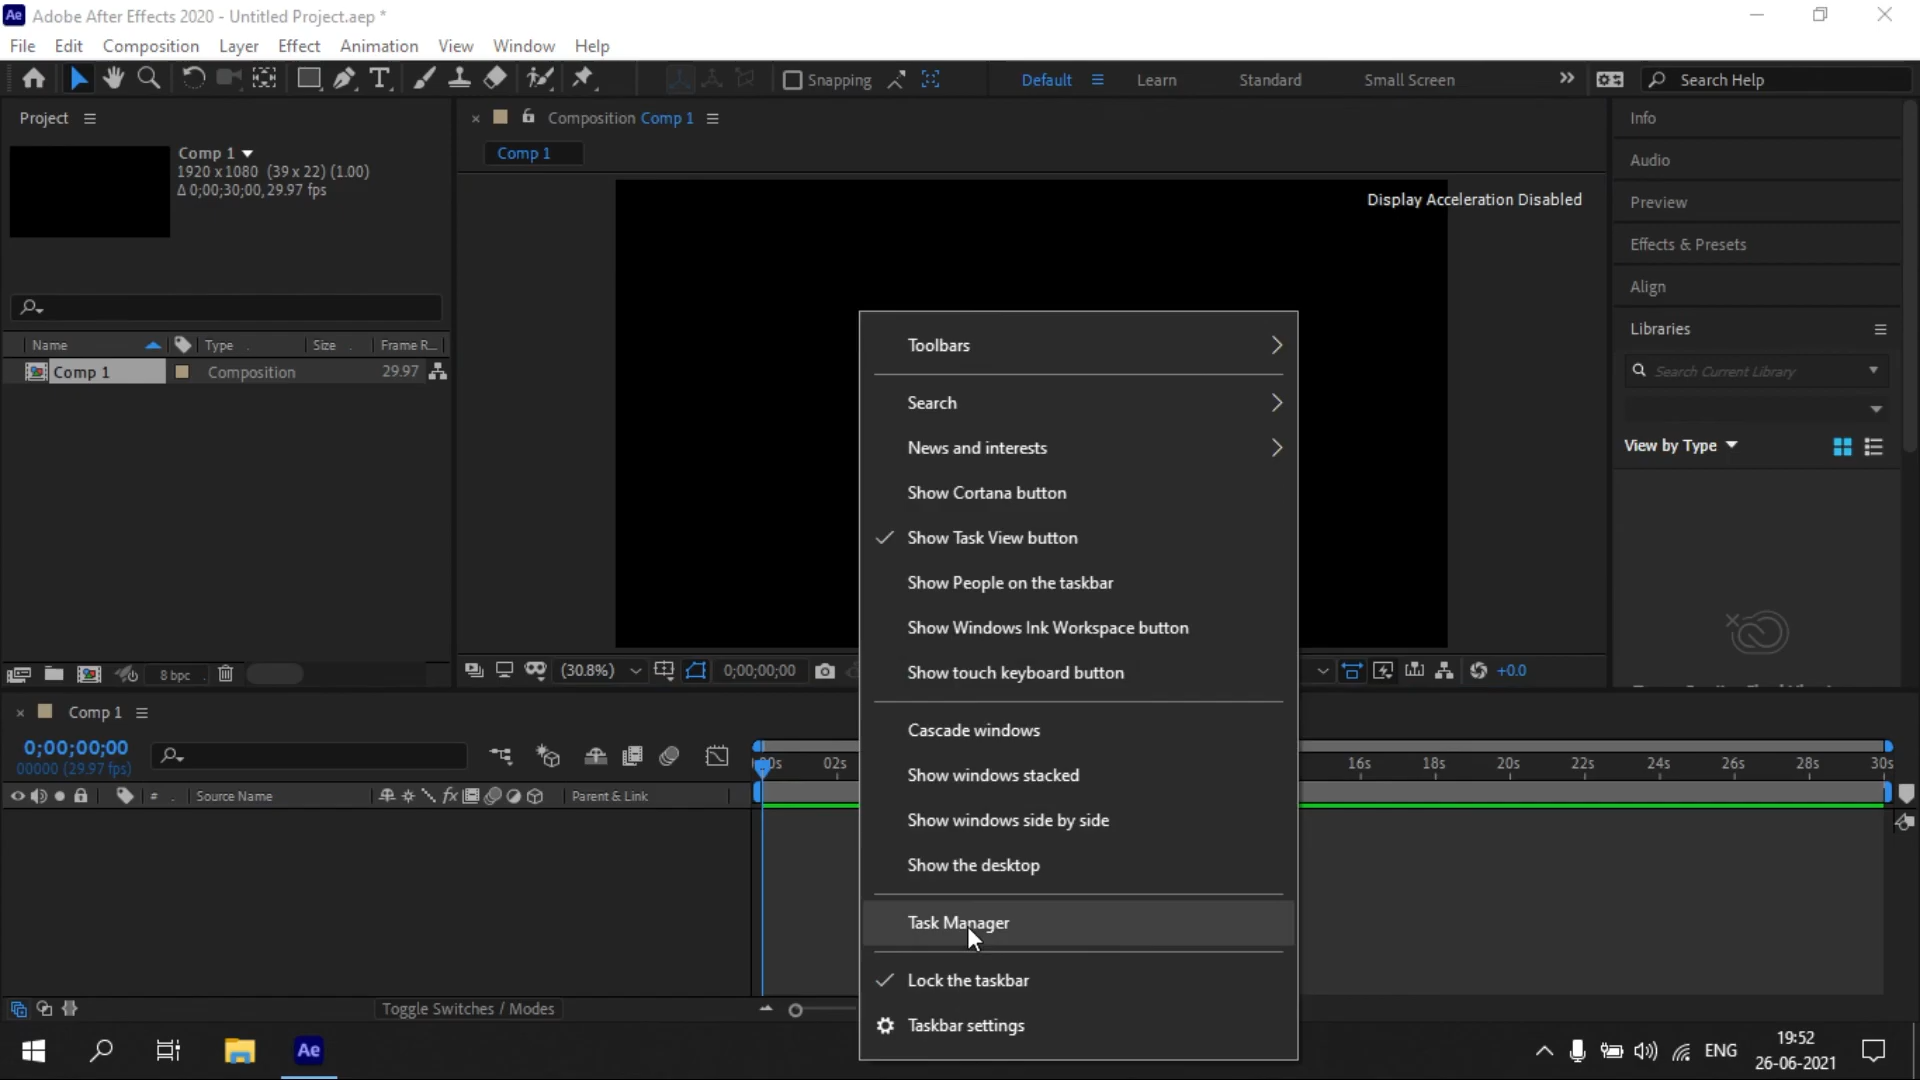 Ae Adobe After Effects 2020 - Untitled Project.aep *
File Edit Composition Layer Effect Animation View Window Help
Snapping Default Learn Standard Small Screen Search Help
Project
Comp 1
1920 x 1080 (39 x 22) (1.00)
Δ 0;00;30;00, 29.97 fps
Name Type Size Frame R...
Comp 1 Composition 29.97
8 bpc
Composition Comp 1
Comp 1
Display Acceleration Disabled
(30.8%) 0;00;00;00 +0.0
Info
Audio
Preview
Effects & Presets
Align
Libraries
Search Current Library
View by Type
Toolbars
Search
News and interests
Show Cortana button
Show Task View button
Show People on the taskbar
Show Windows Ink Workspace button
Show touch keyboard button
Cascade windows
Show windows stacked
Show windows side by side
Show the desktop
Task Manager
Lock the taskbar
Taskbar settings
Comp 1
0;00;00;00
00000 (29.97 fps)
# Source Name fx Parent & Link
00s 02s 16s 18s 20s 22s 24s 26s 28s 30s
Toggle Switches / Modes
Ae
ENG
19:52
26-06-2021